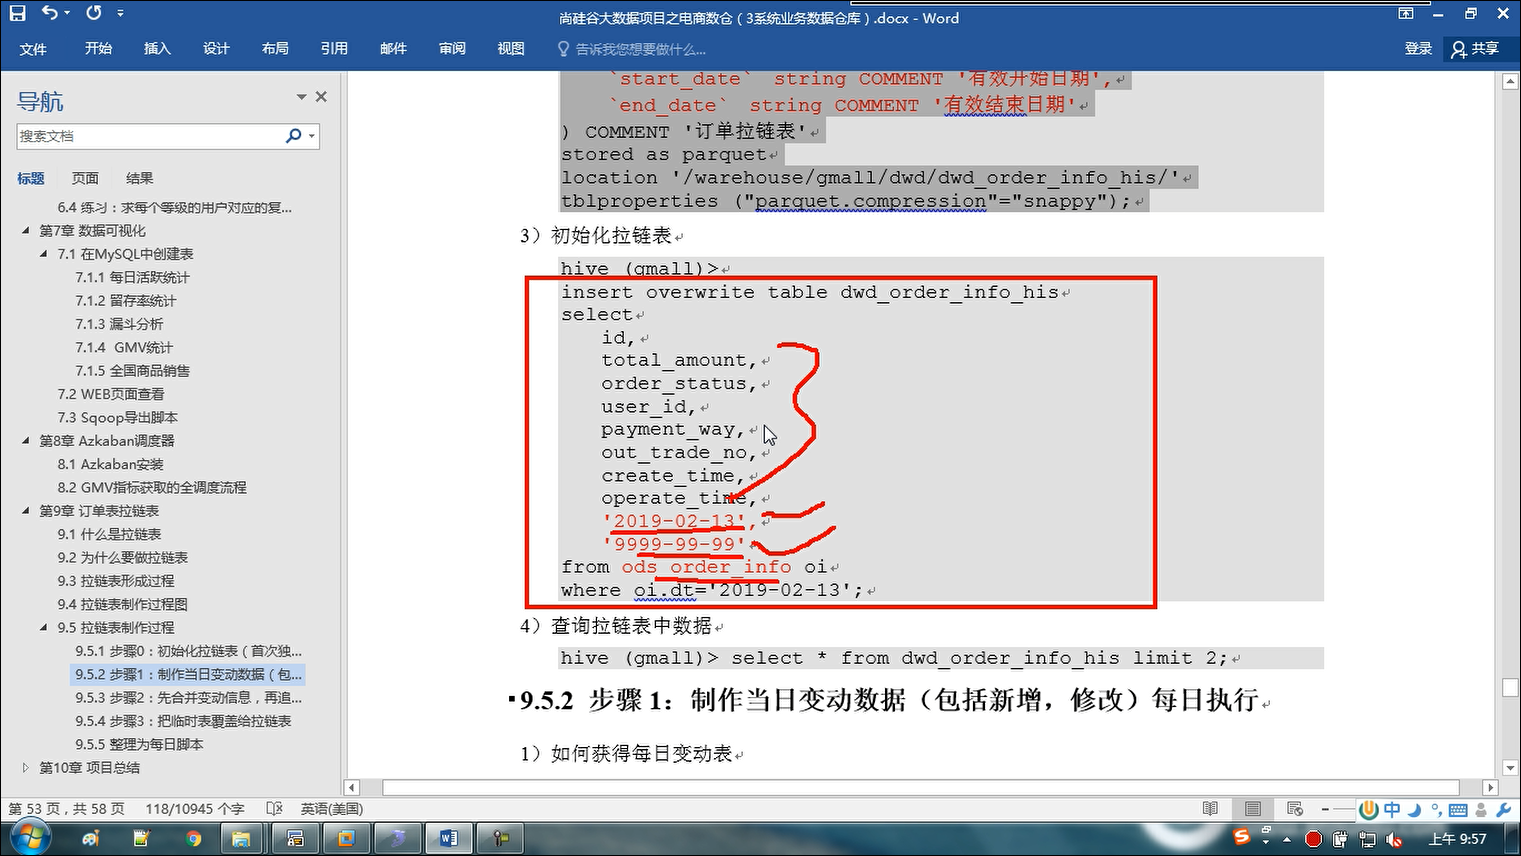 尚硅谷大数据项目之电商数仓（3系统业务数据仓库）.docx - Word
文件 开始 插入 设计 布局 引用 邮件 审阅 视图 告诉我您想要做什么... 登录 共享
导航
搜索文档
标题 页面 结果
6.4 练习：求每个等级的用户对应的复...
第7章 数据可视化
7.1 在MySQL中创建表
7.1.1 每日活跃统计
7.1.2 留存率统计
7.1.3 漏斗分析
7.1.4 GMV统计
7.1.5 全国商品销售
7.2 WEB页面查看
7.3 Sqoop导出脚本
第8章 Azkaban调度器
8.1 Azkaban安装
8.2 GMV指标获取的全调度流程
第9章 订单表拉链表
9.1 什么是拉链表
9.2 为什么要做拉链表
9.3 拉链表形成过程
9.4 拉链表制作过程图
9.5 拉链表制作过程
9.5.1 步骤0：初始化拉链表（首次独...
9.5.2 步骤1：制作当日变动数据（包...
9.5.3 步骤2：先合并变动信息，再追...
9.5.4 步骤3：把临时表覆盖给拉链表
9.5.5 整理为每日脚本
第10章 项目总结
`start_date` string COMMENT '有效开始日期',
`end_date` string COMMENT '有效结束日期'
) COMMENT '订单拉链表'
stored as parquet
location '/warehouse/gmall/dwd/dwd_order_info_his/'
tblproperties ("parquet.compression"="snappy");
3）初始化拉链表
hive (gmall)>
insert overwrite table dwd_order_info_his
select
id,
total_amount,
order_status,
user_id,
payment_way,
out_trade_no,
create_time,
operate_time,
'2019-02-13',
'9999-99-99'
from ods_order_info oi
where oi.dt='2019-02-13';
4）查询拉链表中数据
hive (gmall)> select * from dwd_order_info_his limit 2;
9.5.2 步骤 1：制作当日变动数据（包括新增，修改）每日执行
1）如何获得每日变动表
第 53 页，共 58 页 118/10945 个字 英语(美国)
中
上午 9:57